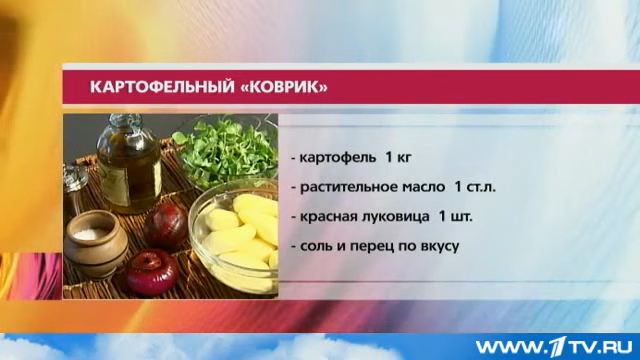 КАРТОФЕЛЬНЫЙ «КОВРИК»
- картофель 1 кг
- растительное масло 1 ст.л.
- красная луковица 1 шт.
- соль и перец по вкусу
WWW.1TV.RU